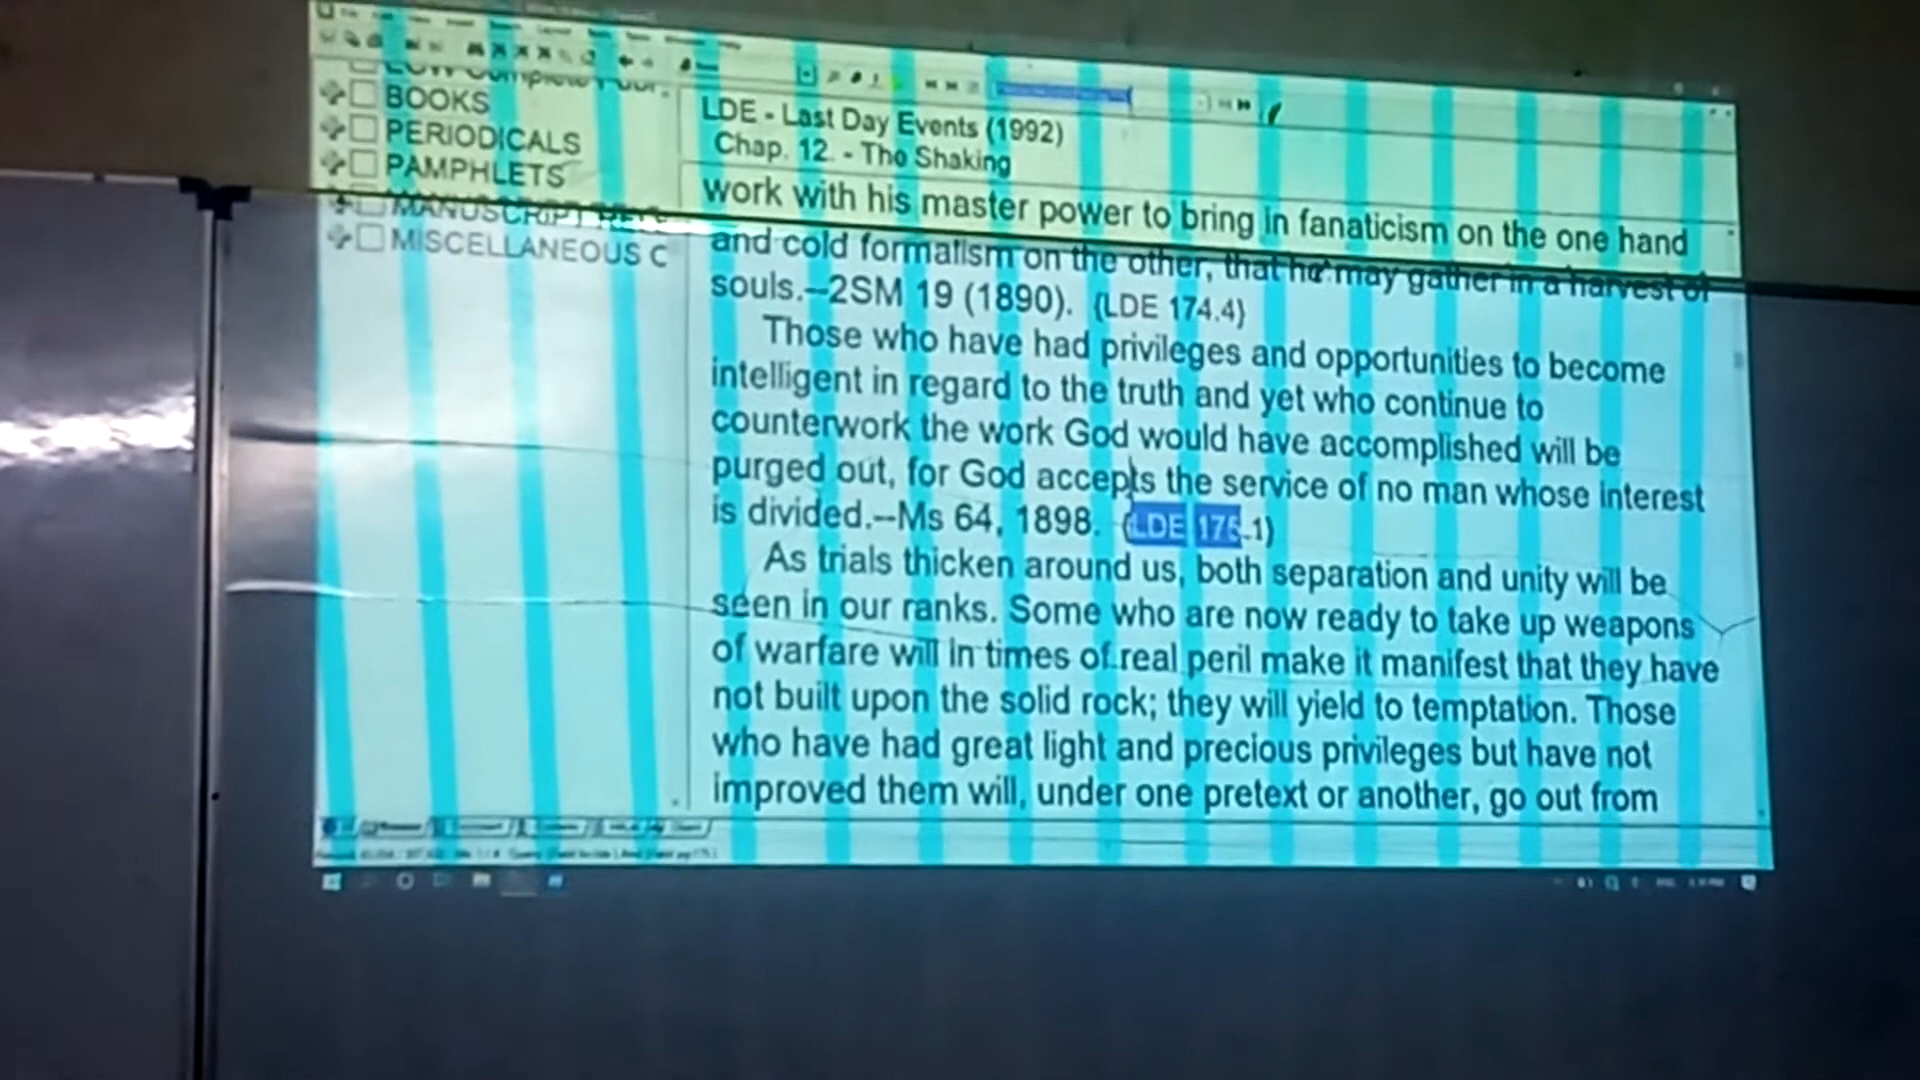 BOOKS
PERIODICALS
PAMPHLETS
MANUSCRIPT
MISCELLANEOUS C
LDE - Last Day Events (1992)
Chap. 12 - The Shaking
work with his master power to bring in fanaticism on the one hand
and cold formalism on the other, that he may gather in a harvest of
souls.--2SM 19 (1890). {LDE 174.4}
Those who have had privileges and opportunities to become
intelligent in regard to the truth and yet who continue to
counterwork the work God would have accomplished will be
purged out, for God accepts the service of no man whose interest
is divided.--Ms 64, 1898. {LDE 175.1}
As trials thicken around us, both separation and unity will be
seen in our ranks. Some who are now ready to take up weapons
of warfare will in times of real peril make it manifest that they have
not built upon the solid rock; they will yield to temptation. Those
who have had great light and precious privileges but have not
improved them will, under one pretext or another, go out from